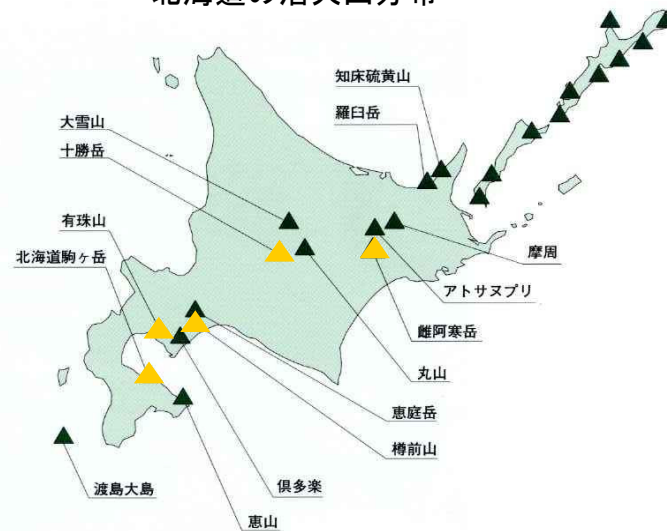 北海道の活火山分布
知床硫黄山
羅臼岳
大雪山
十勝岳
有珠山
北海道駒ヶ岳
摩周
アトサヌプリ
雌阿寒岳
丸山
恵庭岳
樽前山
倶多楽
恵山
渡島大島